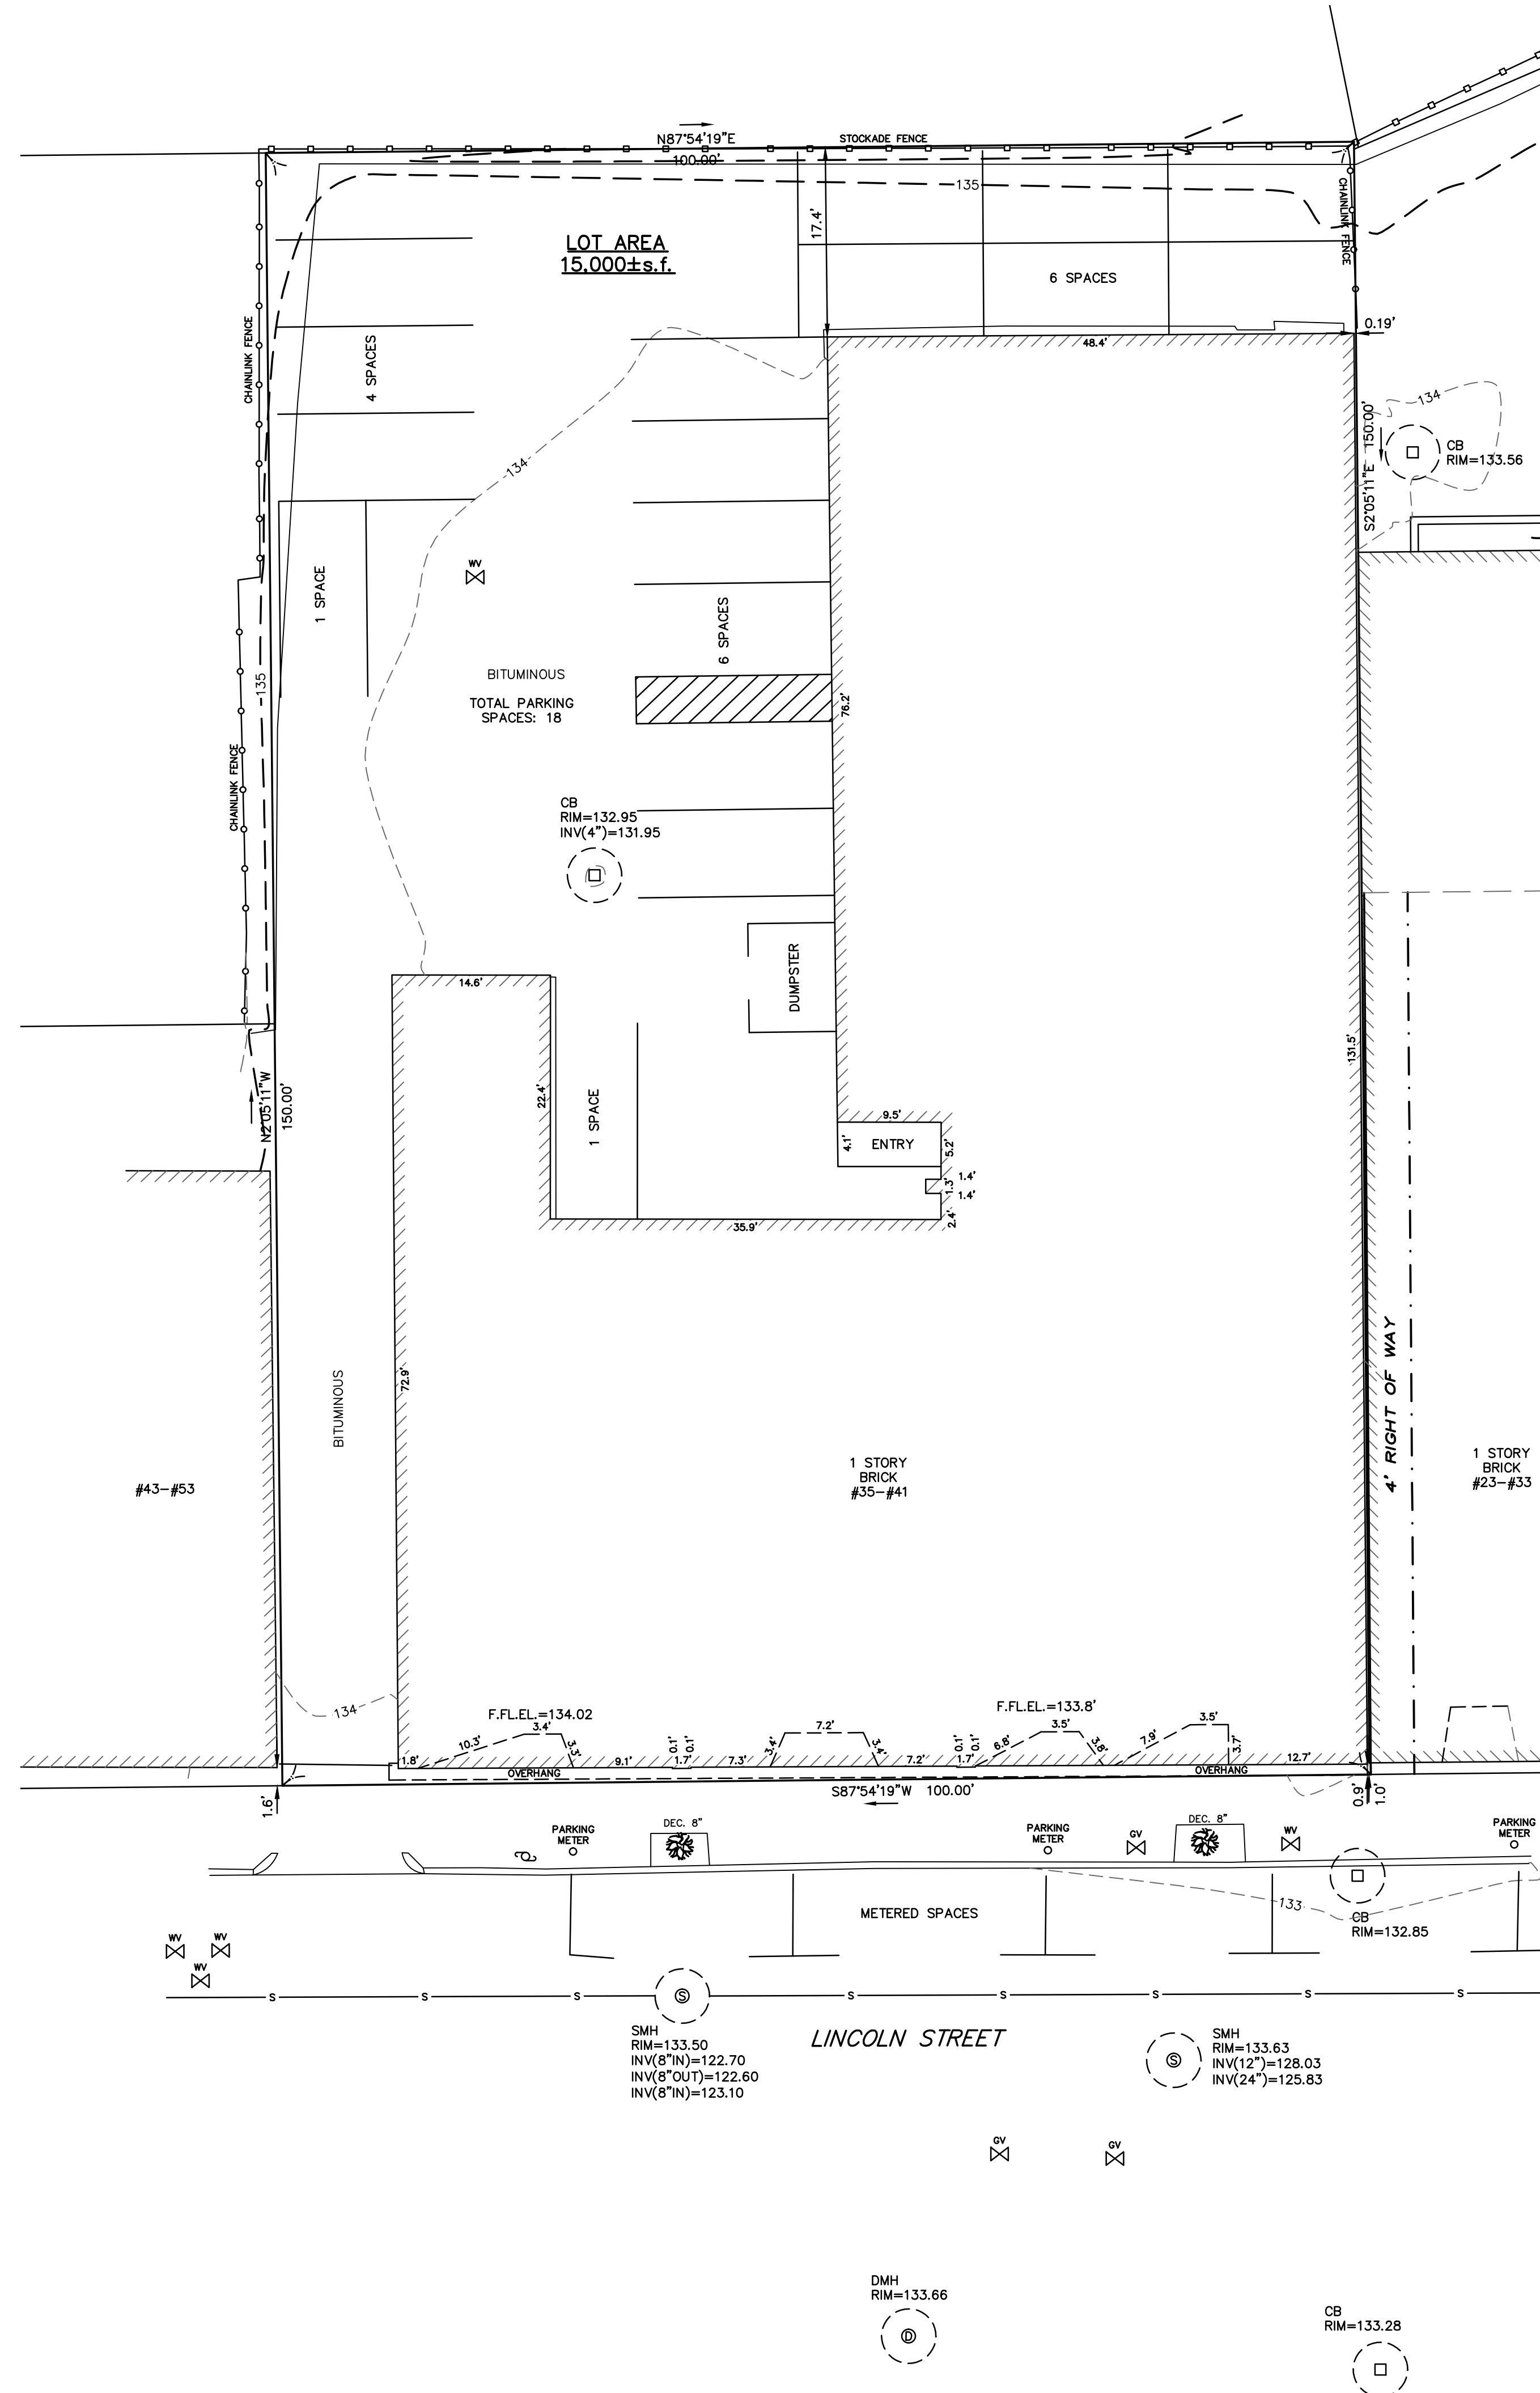 N87°54'19"E
100.00'
STOCKADE FENCE
CHAINLINK FENCE
135
17.4'
LOT AREA
15,000±s.f.
6 SPACES
0.19'
48.4'
CHAINLINK FENCE
4 SPACES
134
S2°05'11"E 150.00'
134
CB
RIM=133.56
WV
1 SPACE
6 SPACES
135
BITUMINOUS
TOTAL PARKING
SPACES: 18
76.2'
CHAINLINK FENCE
CB
RIM=132.95
INV(4")=131.95
DUMPSTER
14.6'
131.5'
N2°05'11"W
150.00'
22.4'
1 SPACE
9.5'
4.1'
ENTRY
5.2'
1.4'
1.3'
1.4'
2.4'
35.9'
BITUMINOUS
72.9'
4' RIGHT OF WAY
1 STORY
BRICK
#35-#41
1 STORY
BRICK
#23-#33
#43-#53
134
F.FL.EL.=134.02
F.FL.EL.=133.8'
1.8'
10.3'
3.4'
3.3'
9.1'
0.1'
0.1'
1.7'
7.3'
3.4'
7.2'
3.4'
7.2'
0.1'
0.1'
1.7'
6.8'
3.5'
3.8'
7.9'
3.5'
3.7'
12.7'
OVERHANG
OVERHANG
S87°54'19"W 100.00'
1.6'
0.9'
1.0'
PARKING
METER
DEC. 8"
PARKING
METER
GV
DEC. 8"
WV
PARKING
METER
METERED SPACES
133
CB
RIM=132.85
WV
WV
WV
S
S
S
S
S
S
S
S
S
S
SMH
RIM=133.50
INV(8"IN)=122.70
INV(8"OUT)=122.60
INV(8"IN)=123.10
LINCOLN STREET
S
SMH
RIM=133.63
INV(12")=128.03
INV(24")=125.83
GV
GV
DMH
RIM=133.66
D
CB
RIM=133.28